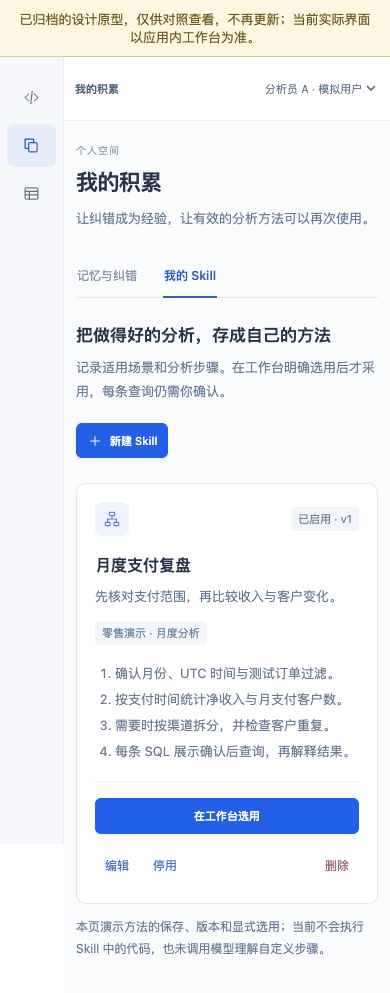 已归档的设计原型，仅供对照查看，不再更新；当前实际界面
以应用内工作台为准。
我的积累
分析员 A · 模拟用户
个人空间
我的积累
让纠错成为经验，让有效的分析方法可以再次使用。
记忆与纠错
我的 Skill
把做得好的分析，存成自己的方法
记录适用场景和分析步骤。在工作台明确选用后才采
用，每条查询仍需你确认。
新建 Skill
已启用 · v1
月度支付复盘
先核对支付范围，再比较收入与客户变化。
零售演示 · 月度分析
1. 确认月份、UTC 时间与测试订单过滤。
2. 按支付时间统计净收入与月支付客户数。
3. 需要时按渠道拆分，并检查客户重复。
4. 每条 SQL 展示确认后查询，再解释结果。
在工作台选用
编辑
停用
删除
本页演示方法的保存、版本和显式选用；当前不会执行
Skill 中的代码，也未调用模型理解自定义步骤。